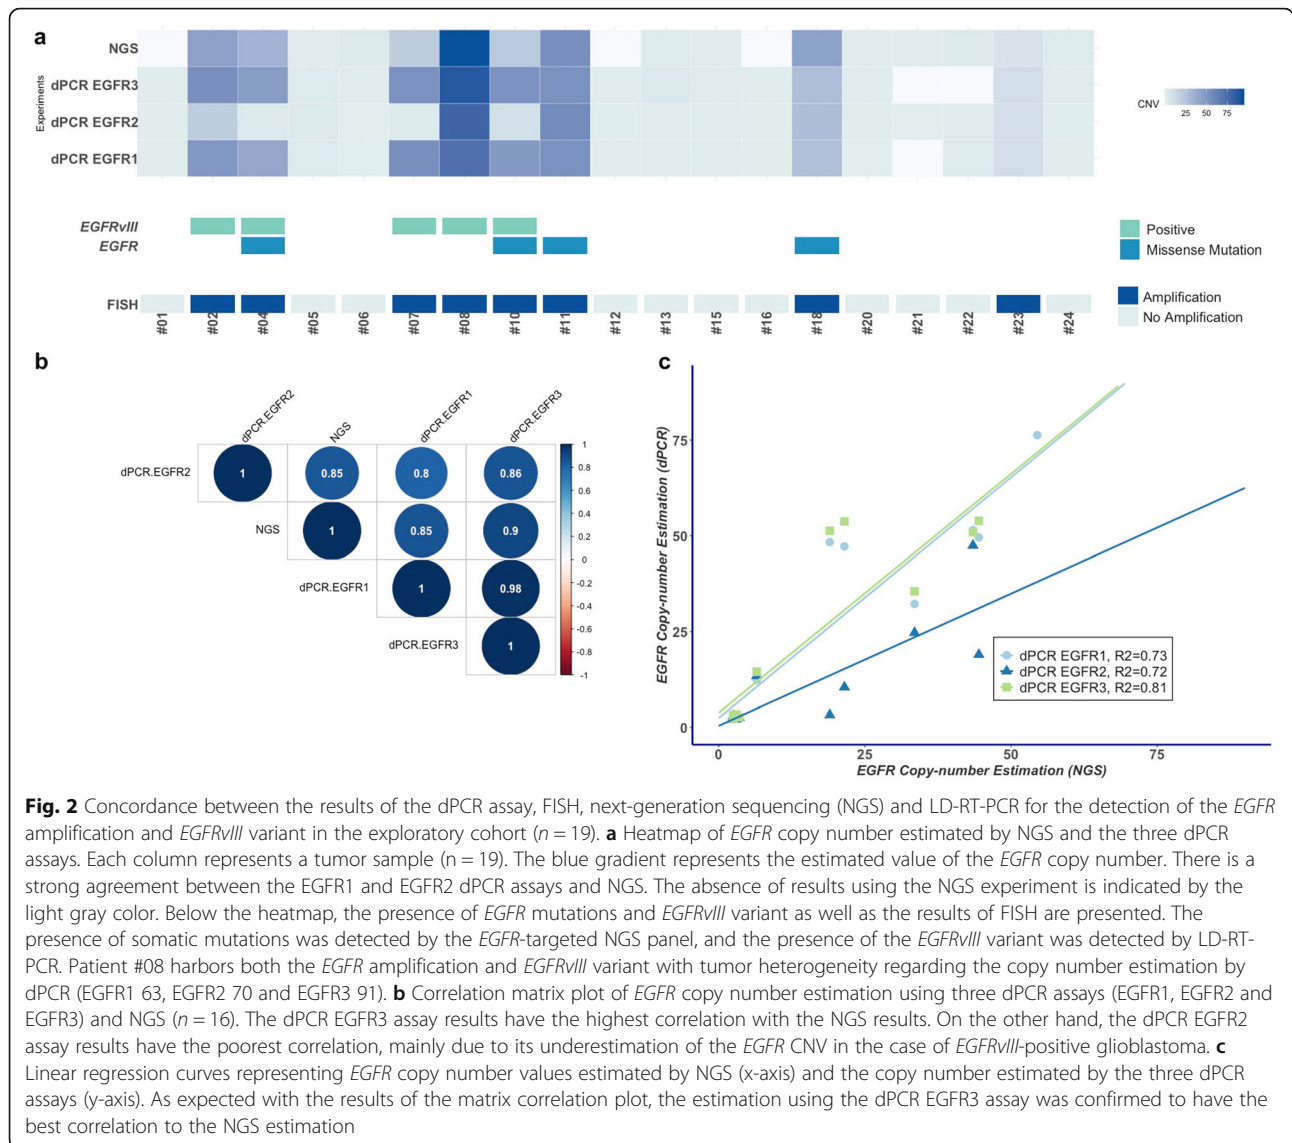 a
NGS
dPCR EGFR3
dPCR EGFR2
dPCR EGFR1
Experiments
CNV
25 50 75
EGFRvIII
EGFR
Positive
Missense Mutation
FISH
Amplification
No Amplification
#01 #02 #04 #05 #06 #07 #08 #10 #11 #12 #13 #15 #16 #18 #20 #21 #22 #23 #24
b
dPCR.EGFR2 NGS dPCR.EGFR1 dPCR.EGFR3
dPCR.EGFR2 1 0.85 0.8 0.86
NGS 1 0.85 0.9
dPCR.EGFR1 1 0.98
dPCR.EGFR3 1
1
0.8
0.6
0.4
0.2
0
-0.2
-0.4
-0.6
-0.8
-1
c
EGFR Copy-number Estimation (dPCR)
75
50
25
0
dPCR EGFR1, R2=0.73
dPCR EGFR2, R2=0.72
dPCR EGFR3, R2=0.81
0 25 50 75
EGFR Copy-number Estimation (NGS)
Fig. 2 Concordance between the results of the dPCR assay, FISH, next-generation sequencing (NGS) and LD-RT-PCR for the detection of the EGFR
amplification and EGFRvIII variant in the exploratory cohort (n = 19). a Heatmap of EGFR copy number estimated by NGS and the three dPCR
assays. Each column represents a tumor sample (n = 19). The blue gradient represents the estimated value of the EGFR copy number. There is a
strong agreement between the EGFR1 and EGFR2 dPCR assays and NGS. The absence of results using the NGS experiment is indicated by the
light gray color. Below the heatmap, the presence of EGFR mutations and EGFRvIII variant as well as the results of FISH are presented. The
presence of somatic mutations was detected by the EGFR-targeted NGS panel, and the presence of the EGFRvIII variant was detected by LD-RT-
PCR. Patient #08 harbors both the EGFR amplification and EGFRvIII variant with tumor heterogeneity regarding the copy number estimation by
dPCR (EGFR1 63, EGFR2 70 and EGFR3 91). b Correlation matrix plot of EGFR copy number estimation using three dPCR assays (EGFR1, EGFR2 and
EGFR3) and NGS (n = 16). The dPCR EGFR3 assay results have the highest correlation with the NGS results. On the other hand, the dPCR EGFR2
assay results have the poorest correlation, mainly due to its underestimation of the EGFR CNV in the case of EGFRvIII-positive glioblastoma. c
Linear regression curves representing EGFR copy number values estimated by NGS (x-axis) and the copy number estimated by the three dPCR
assays (y-axis). As expected with the results of the matrix correlation plot, the estimation using the dPCR EGFR3 assay was confirmed to have the
best correlation to the NGS estimation